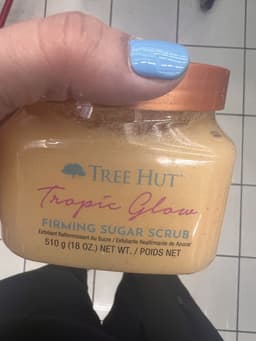 TREE HUT
Tropic Glow
FIRMING SUGAR SCRUB
Exfoliant Raffermissant Au Sucre / Exfoliante Reafirmante de Azúcar
510 g (18 OZ.) NET WT. / POIDS NET